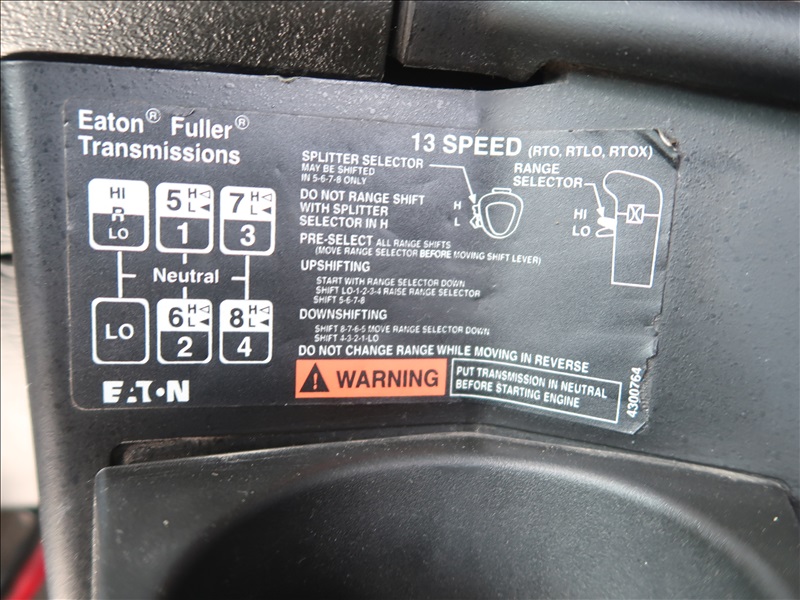 Eaton® Fuller®
Transmissions
13 SPEED (RTO, RTLO, RTOX)
SPLITTER SELECTOR
MAY BE SHIFTED
IN 5-6-7-8 ONLY
RANGE
SELECTOR
H
L
HI
LO
DO NOT RANGE SHIFT
WITH SPLITTER
SELECTOR IN H
PRE-SELECT ALL RANGE SHIFTS
(MOVE RANGE SELECTOR BEFORE MOVING SHIFT LEVER)
UPSHIFTING
START WITH RANGE SELECTOR DOWN
SHIFT LO-1-2-3-4 RAISE RANGE SELECTOR
SHIFT 5-6-7-8
DOWNSHIFTING
SHIFT 8-7-6-5 MOVE RANGE SELECTOR DOWN
SHIFT 4-3-2-1-LO
DO NOT CHANGE RANGE WHILE MOVING IN REVERSE
WARNING
PUT TRANSMISSION IN NEUTRAL
BEFORE STARTING ENGINE
4300764
HI
R
LO
5 H L
1
7 H L
3
Neutral
LO
6 H L
2
8 H L
4
EATON